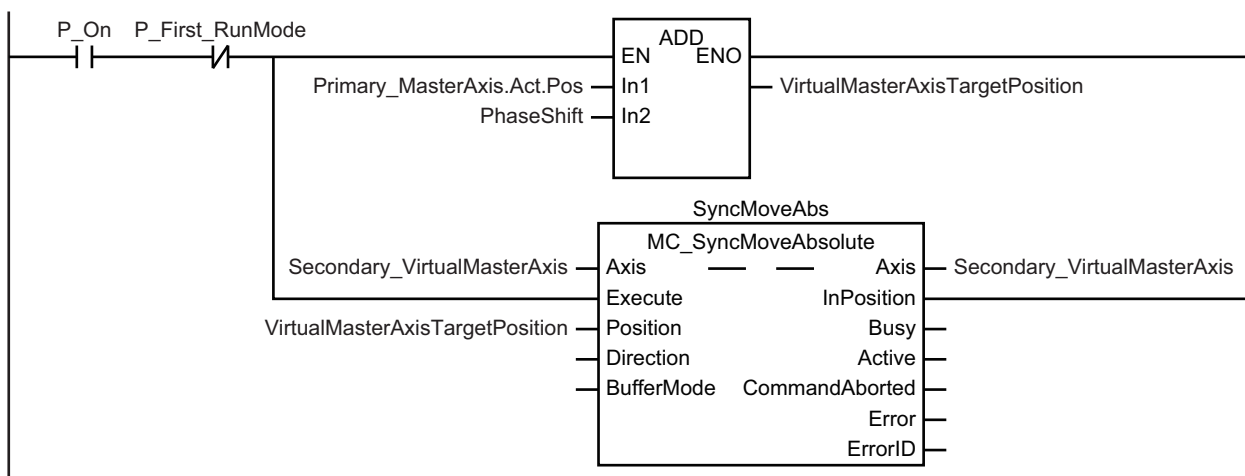 P_On P_First_RunMode
ADD
EN ENO
Primary_MasterAxis.Act.Pos In1 VirtualMasterAxisTargetPosition
PhaseShift In2
SyncMoveAbs
MC_SyncMoveAbsolute
Secondary_VirtualMasterAxis Axis Axis Secondary_VirtualMasterAxis
Execute InPosition
VirtualMasterAxisTargetPosition Position Busy
Direction Active
BufferMode CommandAborted
Error
ErrorID